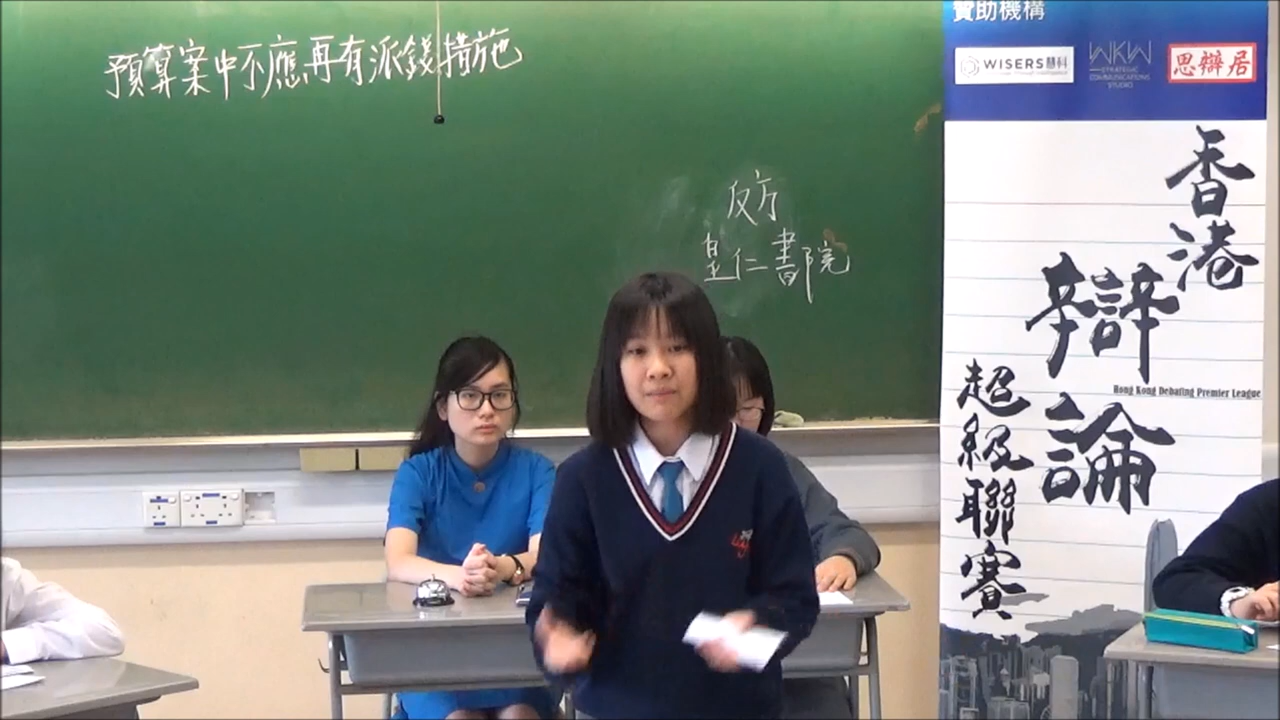 預算案中不應再有派錢措施
反方
皇仁書院
贊助機構
WISERS慧科
WKW
STRATEGIC
COMMUNICATIONS
STUDIO
思辯居
香港
辯論
Hong Kong Debating Premier League
超級聯賽